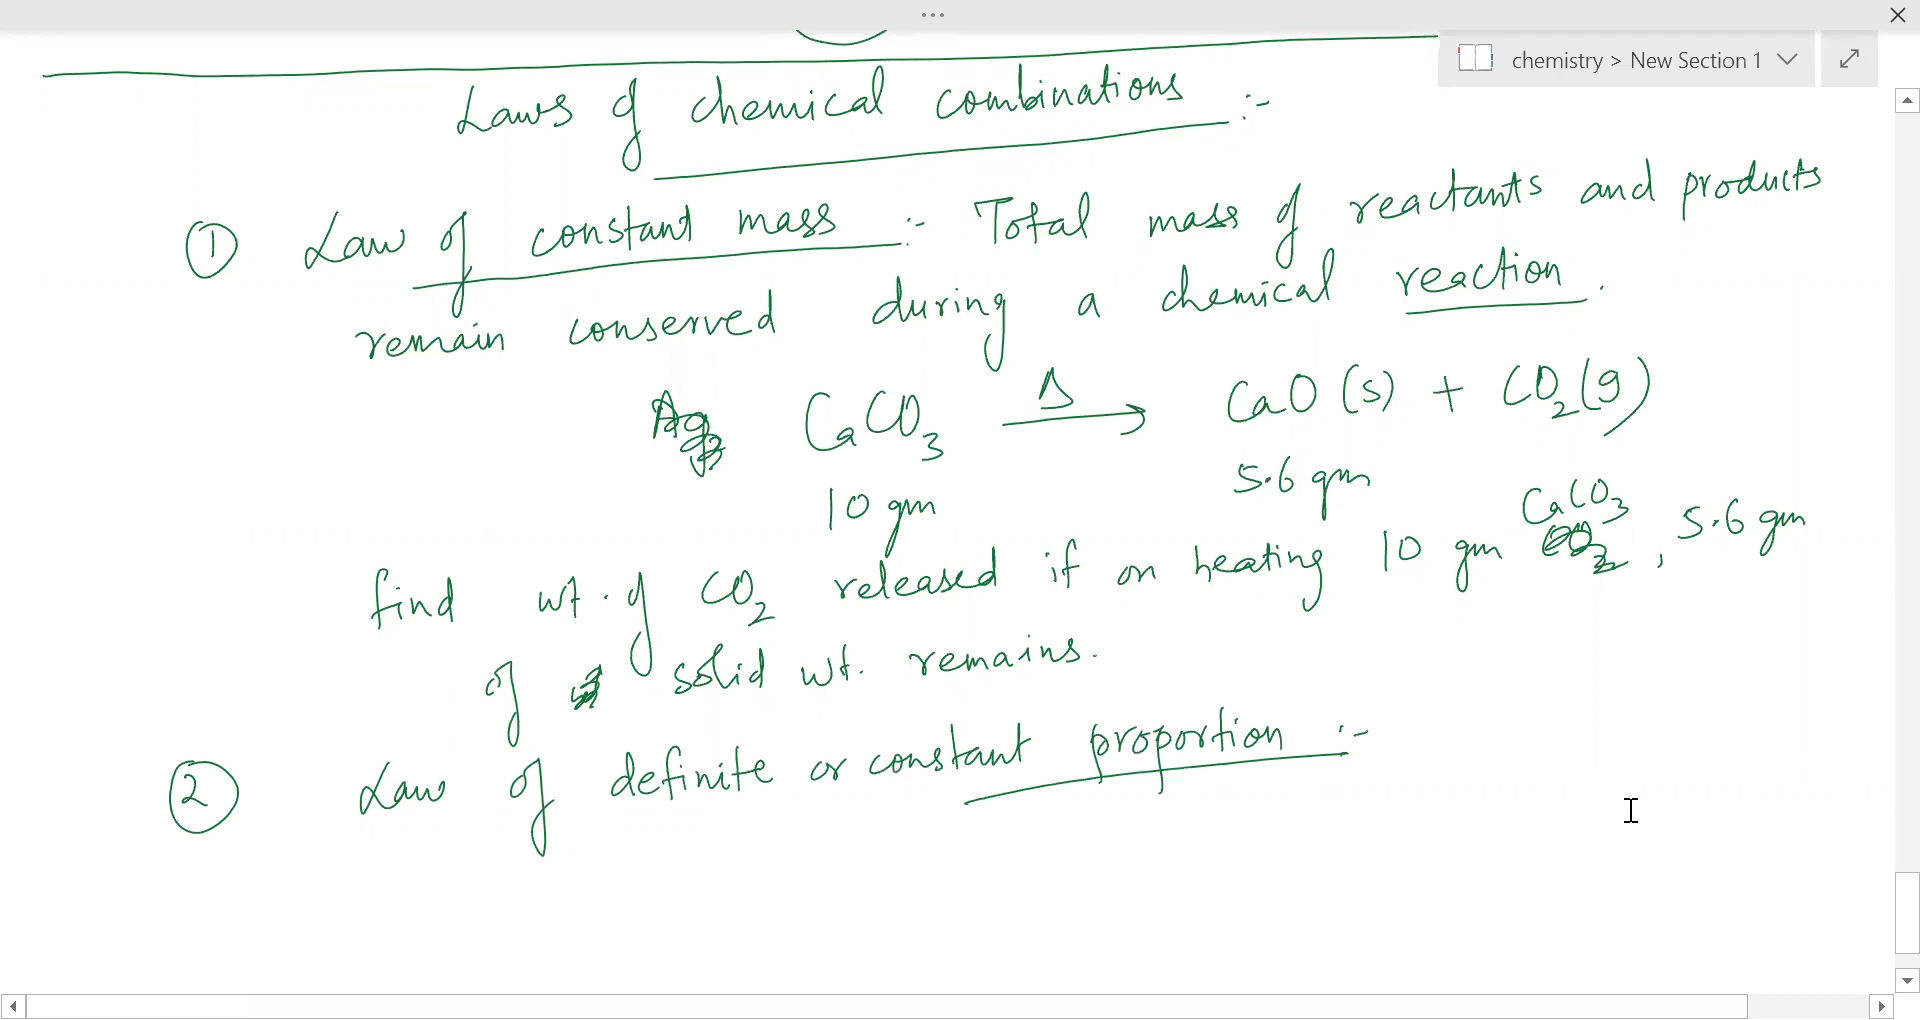 ...
chemistry > New Section 1
Laws of chemical combinations :-
① Law of constant mass :- Total mass of reactants and products
remain conserved during a chemical reaction.
CaCO3 Δ→ CaO (s) + CO2 (g)
10 gm 5.6 gm
find wt. of CO2 released if on heating 10 gm CaCO3, 5.6 gm
of solid wt. remains.
② Law of definite or constant proportion :-